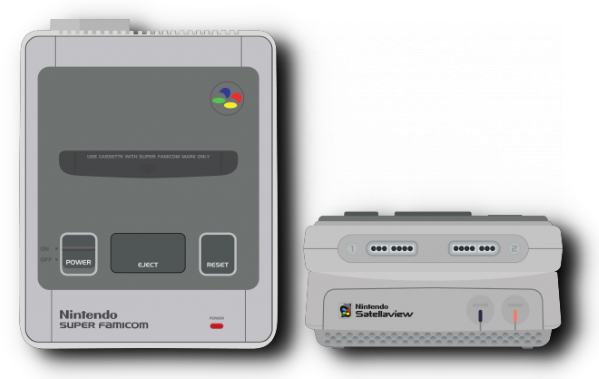 USE CASSETTE WITH SUPER FAMICOM MARK ONLY
ON
OFF
POWER
EJECT
RESET
Nintendo
SUPER FAMICOM
POWER
1
2
Nintendo
Satellaview